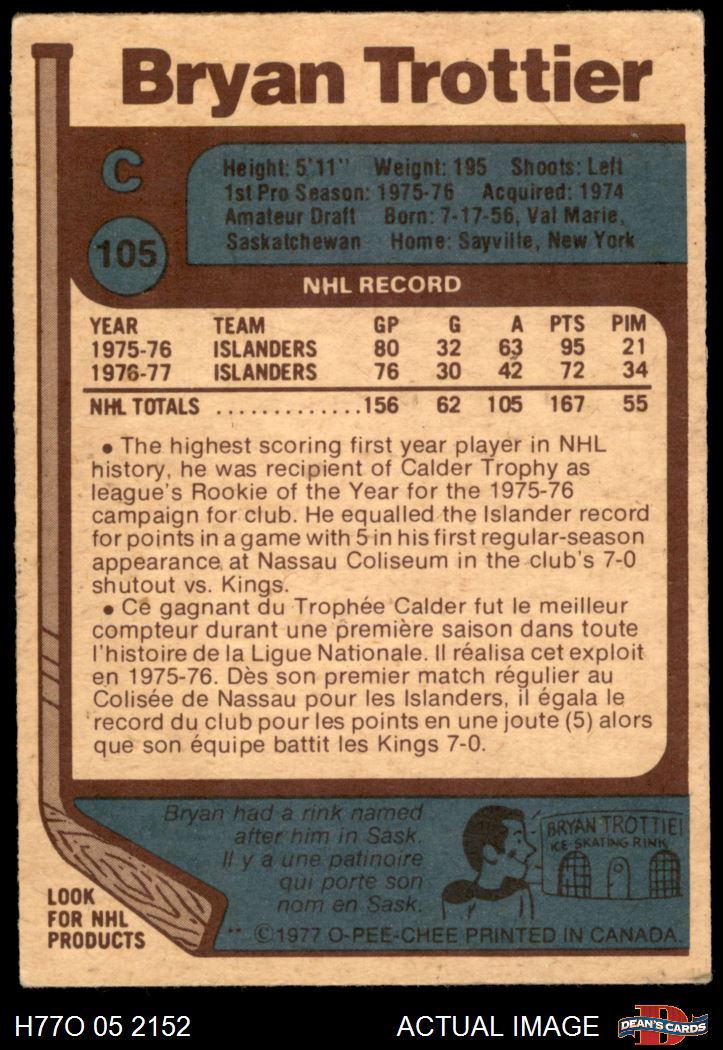 Bryan Trottier
C
105
Height: 5'11" Weight: 195 Shoots: Left
1st Pro Season: 1975-76 Acquired: 1974
Amateur Draft Born: 7-17-56, Val Marie,
Saskatchewan Home: Sayville, New York
NHL RECORD
YEAR TEAM GP G A PTS PIM
1975-76 ISLANDERS 80 32 63 95 21
1976-77 ISLANDERS 76 30 42 72 34
NHL TOTALS .............156 62 105 167 55
• The highest scoring first year player in NHL
history, he was recipient of Calder Trophy as
league's Rookie of the Year for the 1975-76
campaign for club. He equalled the Islander record
for points in a game with 5 in his first regular-season
appearance at Nassau Coliseum in the club's 7-0
shutout vs. Kings.
• Ce gagnant du Trophée Calder fut le meilleur
compteur durant une première saison dans toute
l'histoire de la Ligue Nationale. Il réalisa cet exploit
en 1975-76. Dès son premier match régulier au
Colisée de Nassau pour les Islanders, il égala le
record du club pour les points en une joute (5) alors
que son équipe battit les Kings 7-0.
Bryan had a rink named
after him in Sask.
Il y a une patinoire
qui porte son
nom en Sask.
BRYAN TROTTIE
ICE SKATING RINK
LOOK
FOR NHL
PRODUCTS
** ©1977 O-PEE-CHEE PRINTED IN CANADA
H77O 05 2152 ACTUAL IMAGE
D
DEAN'S CARDS